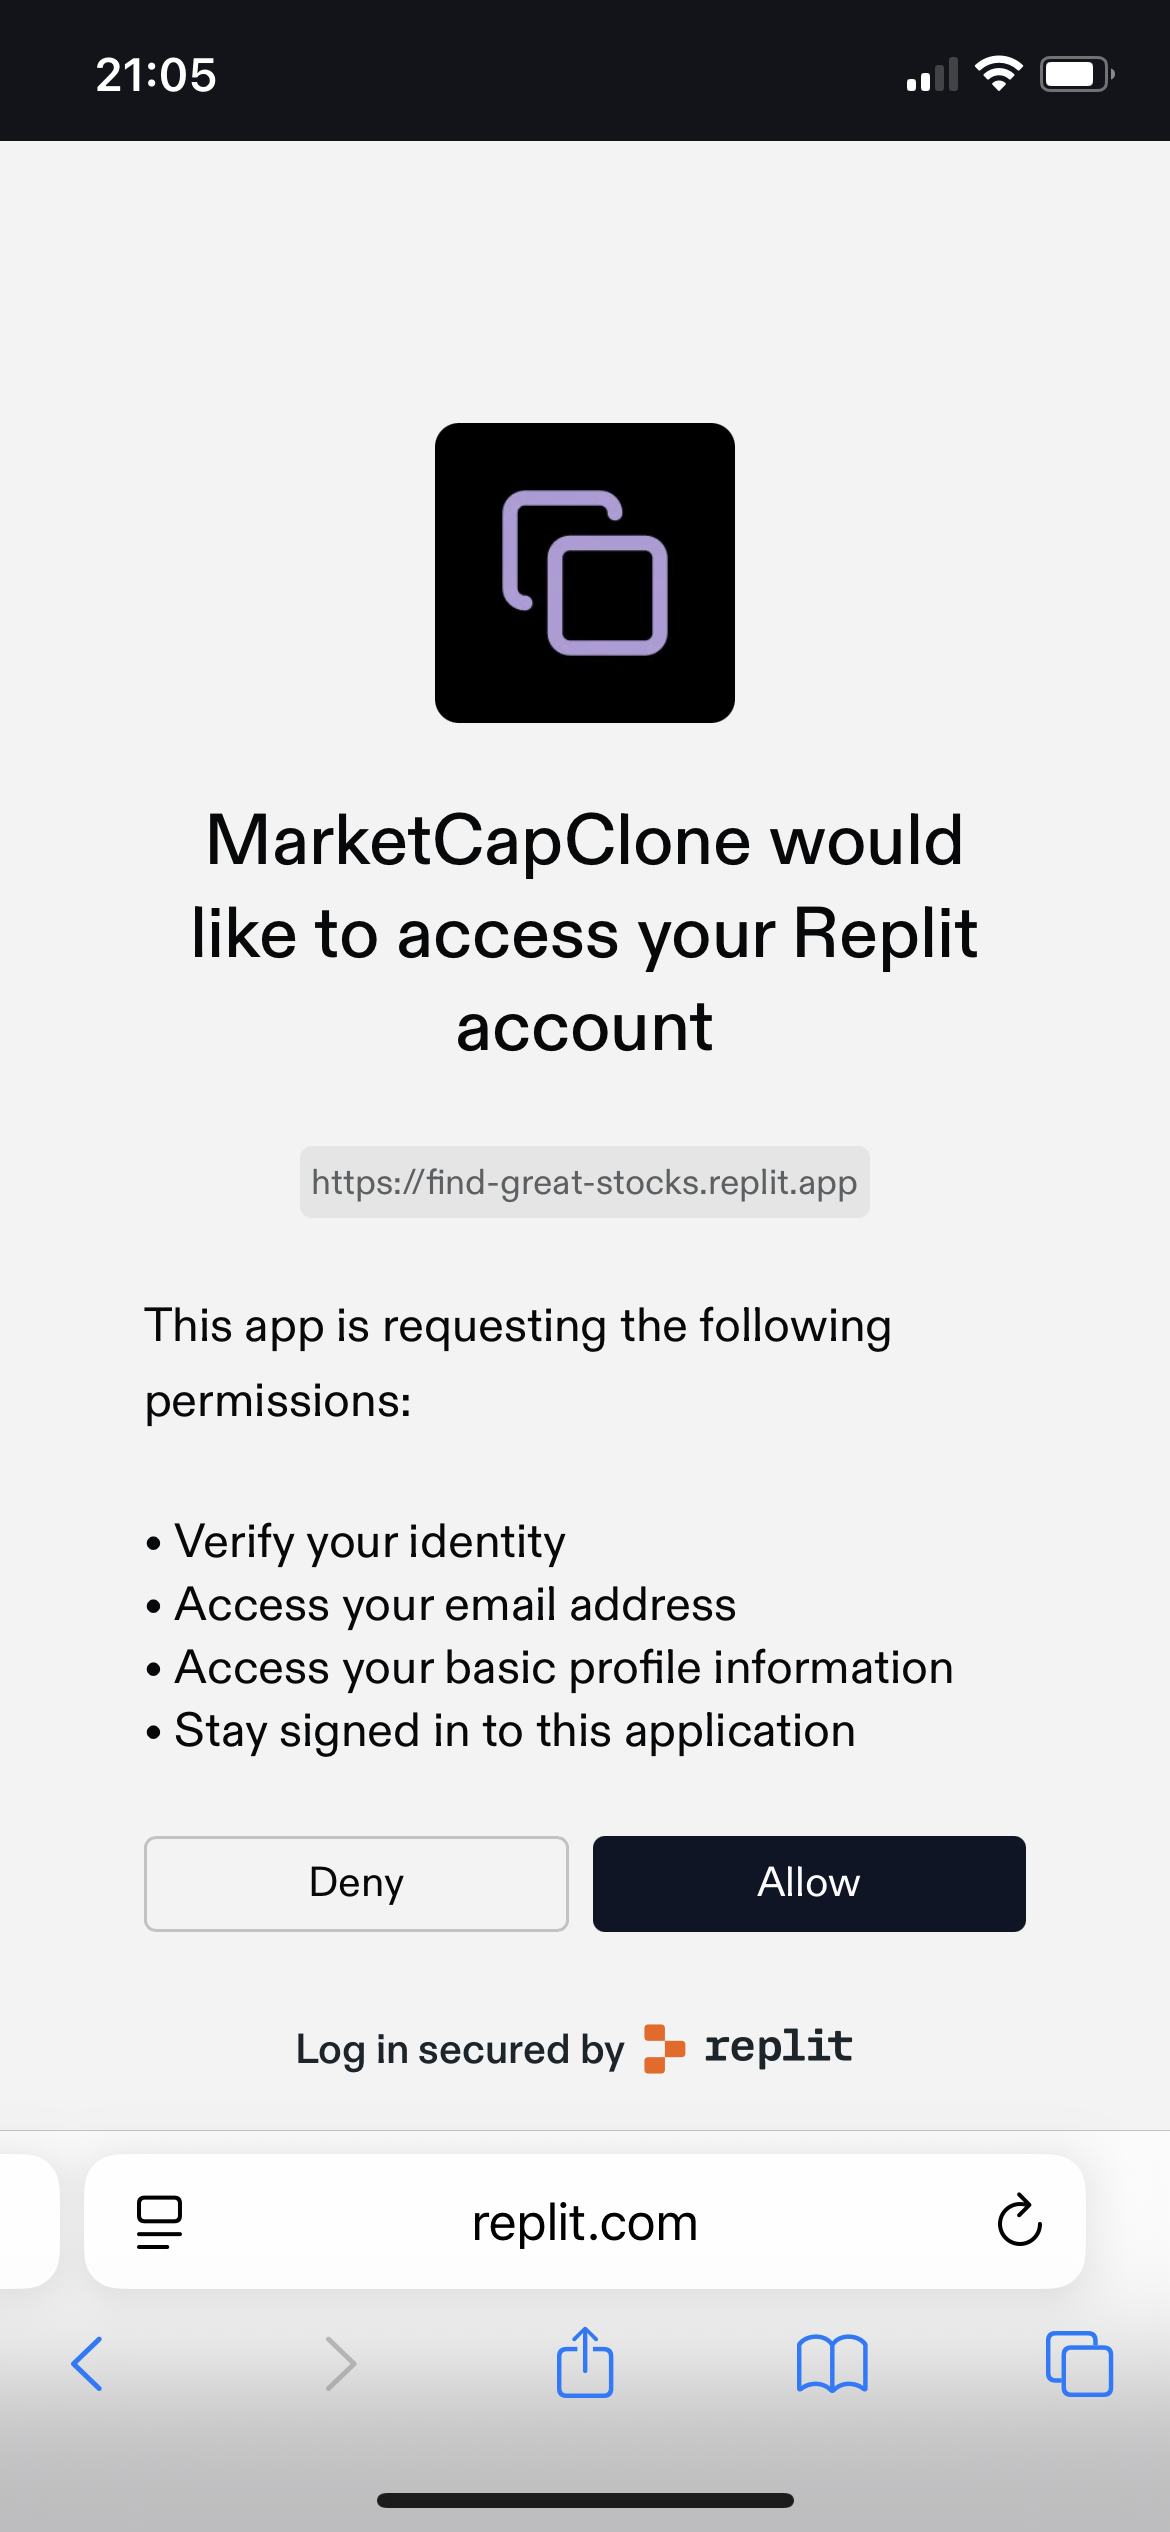 21:05
MarketCapClone would
like to access your Replit
account
https://find-great-stocks.replit.app
This app is requesting the following
permissions:
• Verify your identity
• Access your email address
• Access your basic profile information
• Stay signed in to this application
Deny Allow
Log in secured by replit
replit.com